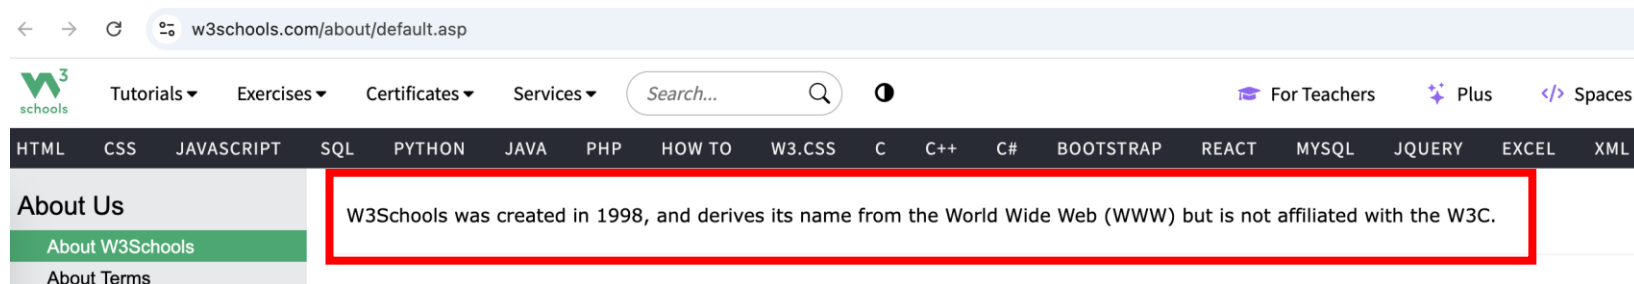 w3schools.com/about/default.asp
W3 schools Tutorials Exercises Certificates Services Search... For Teachers Plus </> Spaces
HTML CSS JAVASCRIPT SQL PYTHON JAVA PHP HOW TO W3.CSS C C++ C# BOOTSTRAP REACT MYSQL JQUERY EXCEL XML
About Us
W3Schools was created in 1998, and derives its name from the World Wide Web (WWW) but is not affiliated with the W3C.
About W3Schools
About Terms